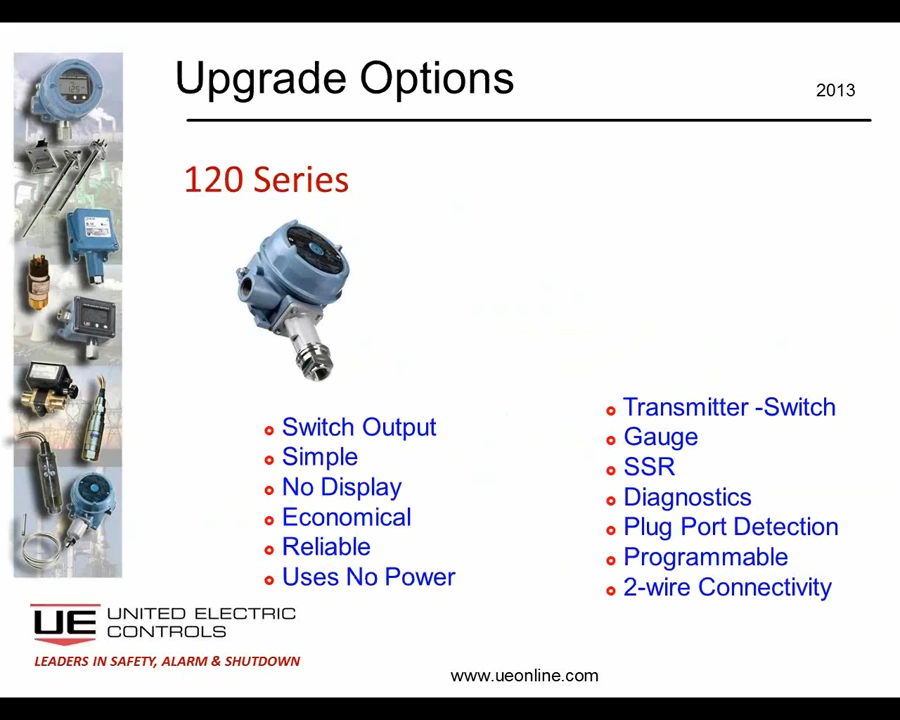 Upgrade Options
2013
120 Series
Switch Output
Simple
No Display
Economical
Reliable
Uses No Power
Transmitter -Switch
Gauge
SSR
Diagnostics
Plug Port Detection
Programmable
2-wire Connectivity
UE UNITED ELECTRIC
CONTROLS
LEADERS IN SAFETY, ALARM & SHUTDOWN
www.ueonline.com